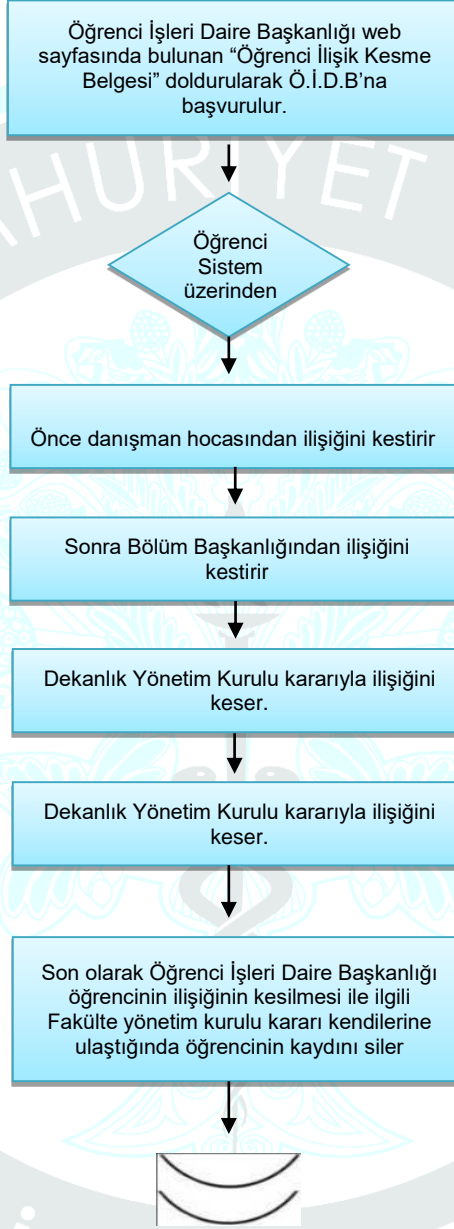 Öğrenci İşleri Daire Başkanlığı web
sayfasında bulunan “Öğrenci İlişik Kesme
Belgesi” doldurularak Ö.İ.D.B’na
başvurulur.
AHURİYET
Öğrenci
Sistem
üzerinden
Önce danışman hocasından ilişiğini kestirir
Sonra Bölüm Başkanlığından ilişiğini
kestirir
Dekanlık Yönetim Kurulu kararıyla ilişiğini
keser.
Dekanlık Yönetim Kurulu kararıyla ilişiğini
keser.
Son olarak Öğrenci İşleri Daire Başkanlığı
öğrencinin ilişiğinin kesilmesi ile ilgili
Fakülte yönetim kurulu kararı kendilerine
ulaştığında öğrencinin kaydını siler